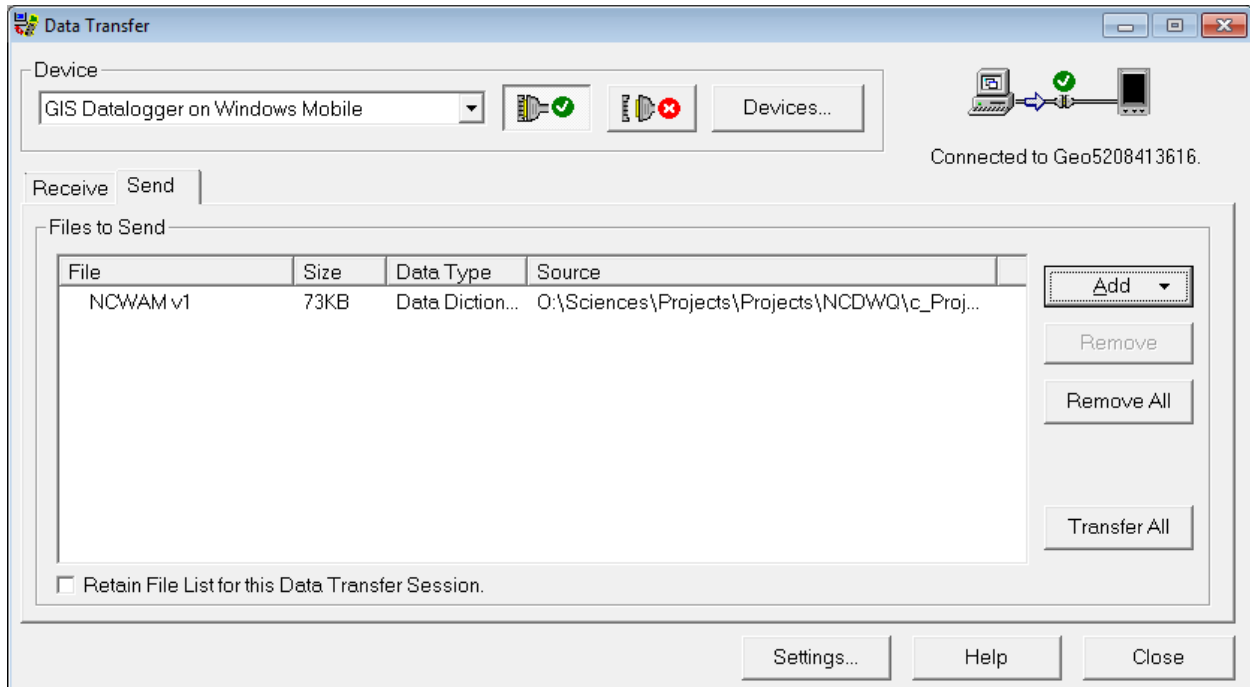 Data Transfer
Device
GIS Datalogger on Windows Mobile
Devices...
Connected to Geo5208413616.
Receive Send
Files to Send
File Size Data Type Source
NCWAM v1 73KB Data Diction... O:\Sciences\Projects\Projects\NCDWQ\c_Proj...
Add
Remove
Remove All
Transfer All
Retain File List for this Data Transfer Session.
Settings... Help Close